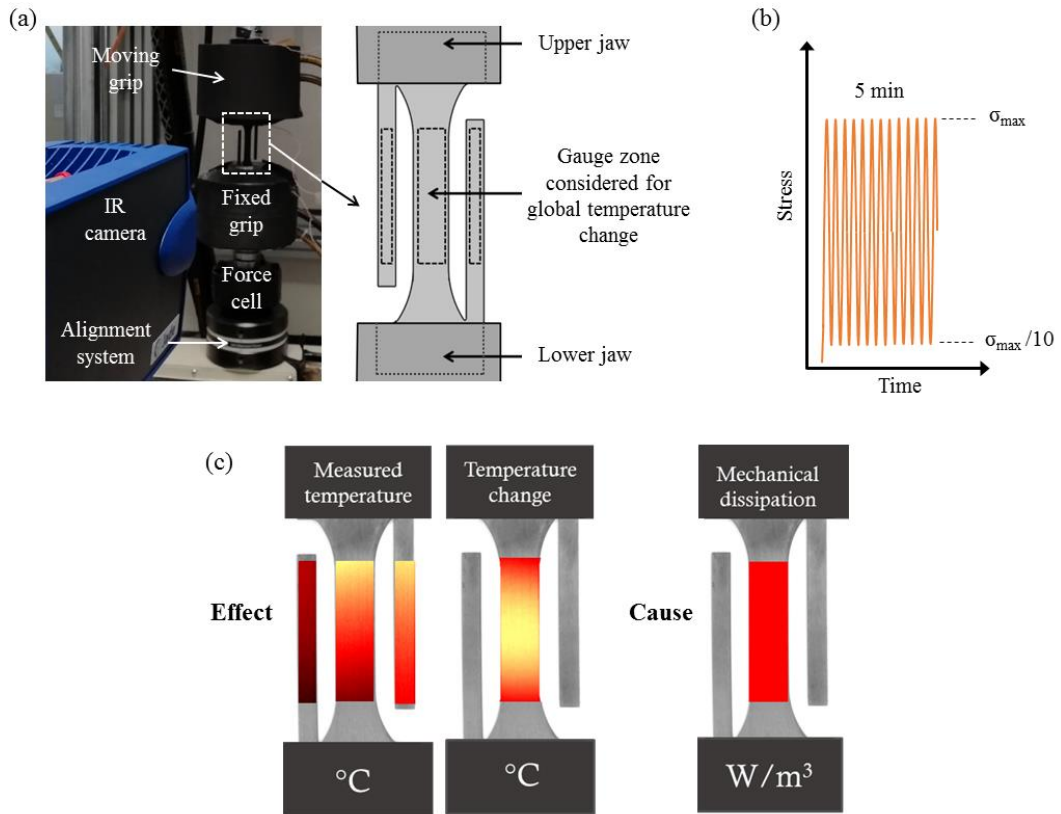 (a)
Moving
grip
IR
camera
Fixed
grip
Force
cell
Alignment
system
Upper jaw
Gauge zone
considered for
global temperature
change
Lower jaw
(b)
5 min
σmax
Stress
σmax /10
Time
(c)
Measured
temperature
Temperature
change
Mechanical
dissipation
Effect
Cause
°C
°C
W/m³